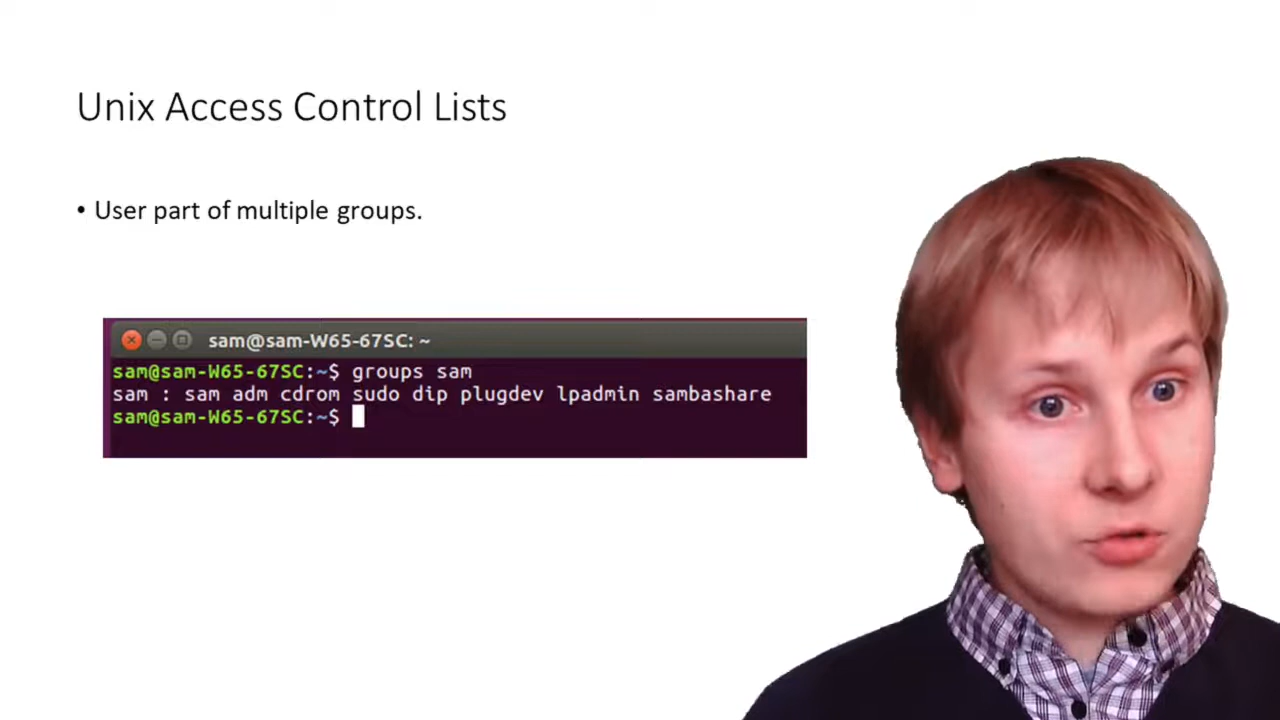 Unix Access Control Lists
• User part of multiple groups.
sam@sam-W65-67SC: ~
sam@sam-W65-67SC:~$ groups sam
sam : sam adm cdrom sudo dip plugdev lpadmin sambashare
sam@sam-W65-67SC:~$